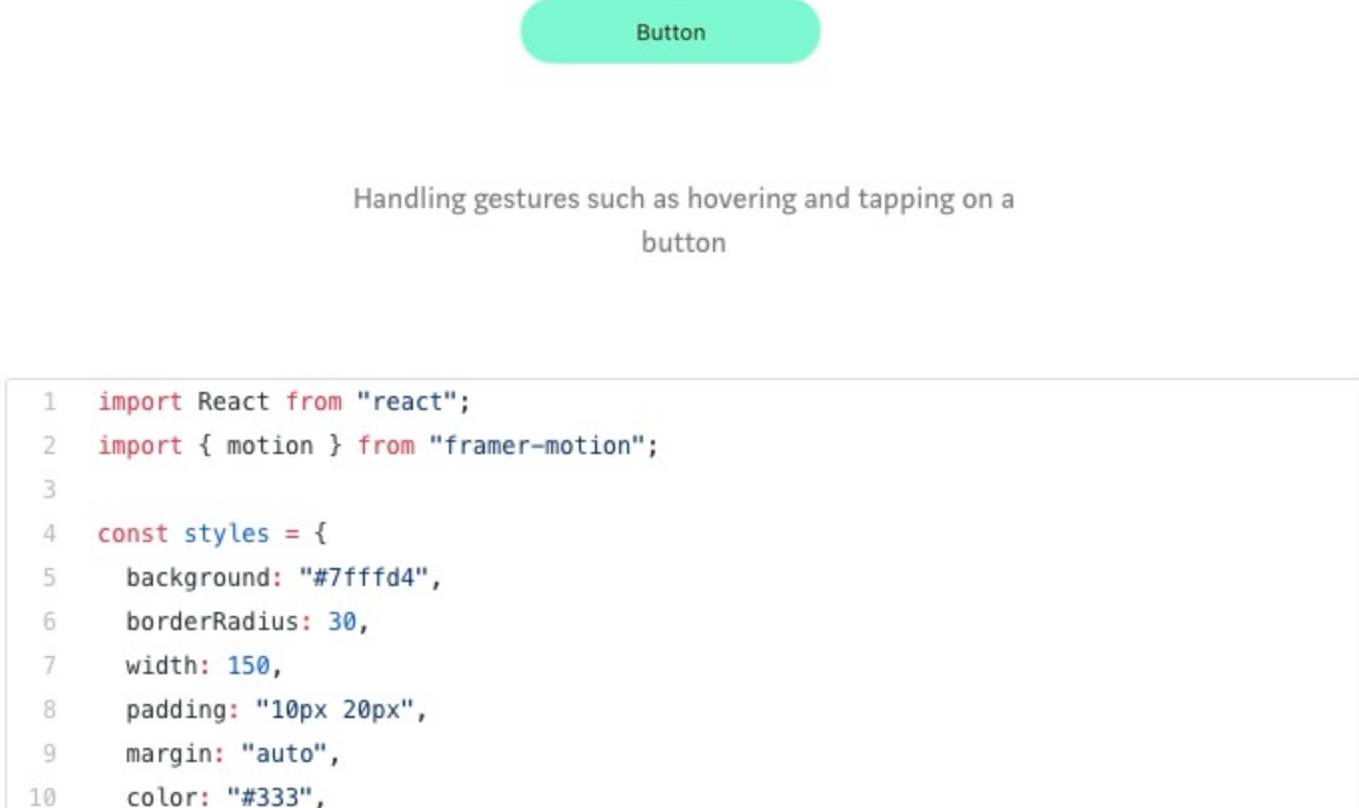 Button
Handling gestures such as hovering and tapping on a
button
1 import React from "react";
2 import { motion } from "framer-motion";
3
4 const styles = {
5 background: "#7fffd4",
6 borderRadius: 30,
7 width: 150,
8 padding: "10px 20px",
9 margin: "auto",
10 color: "#333",